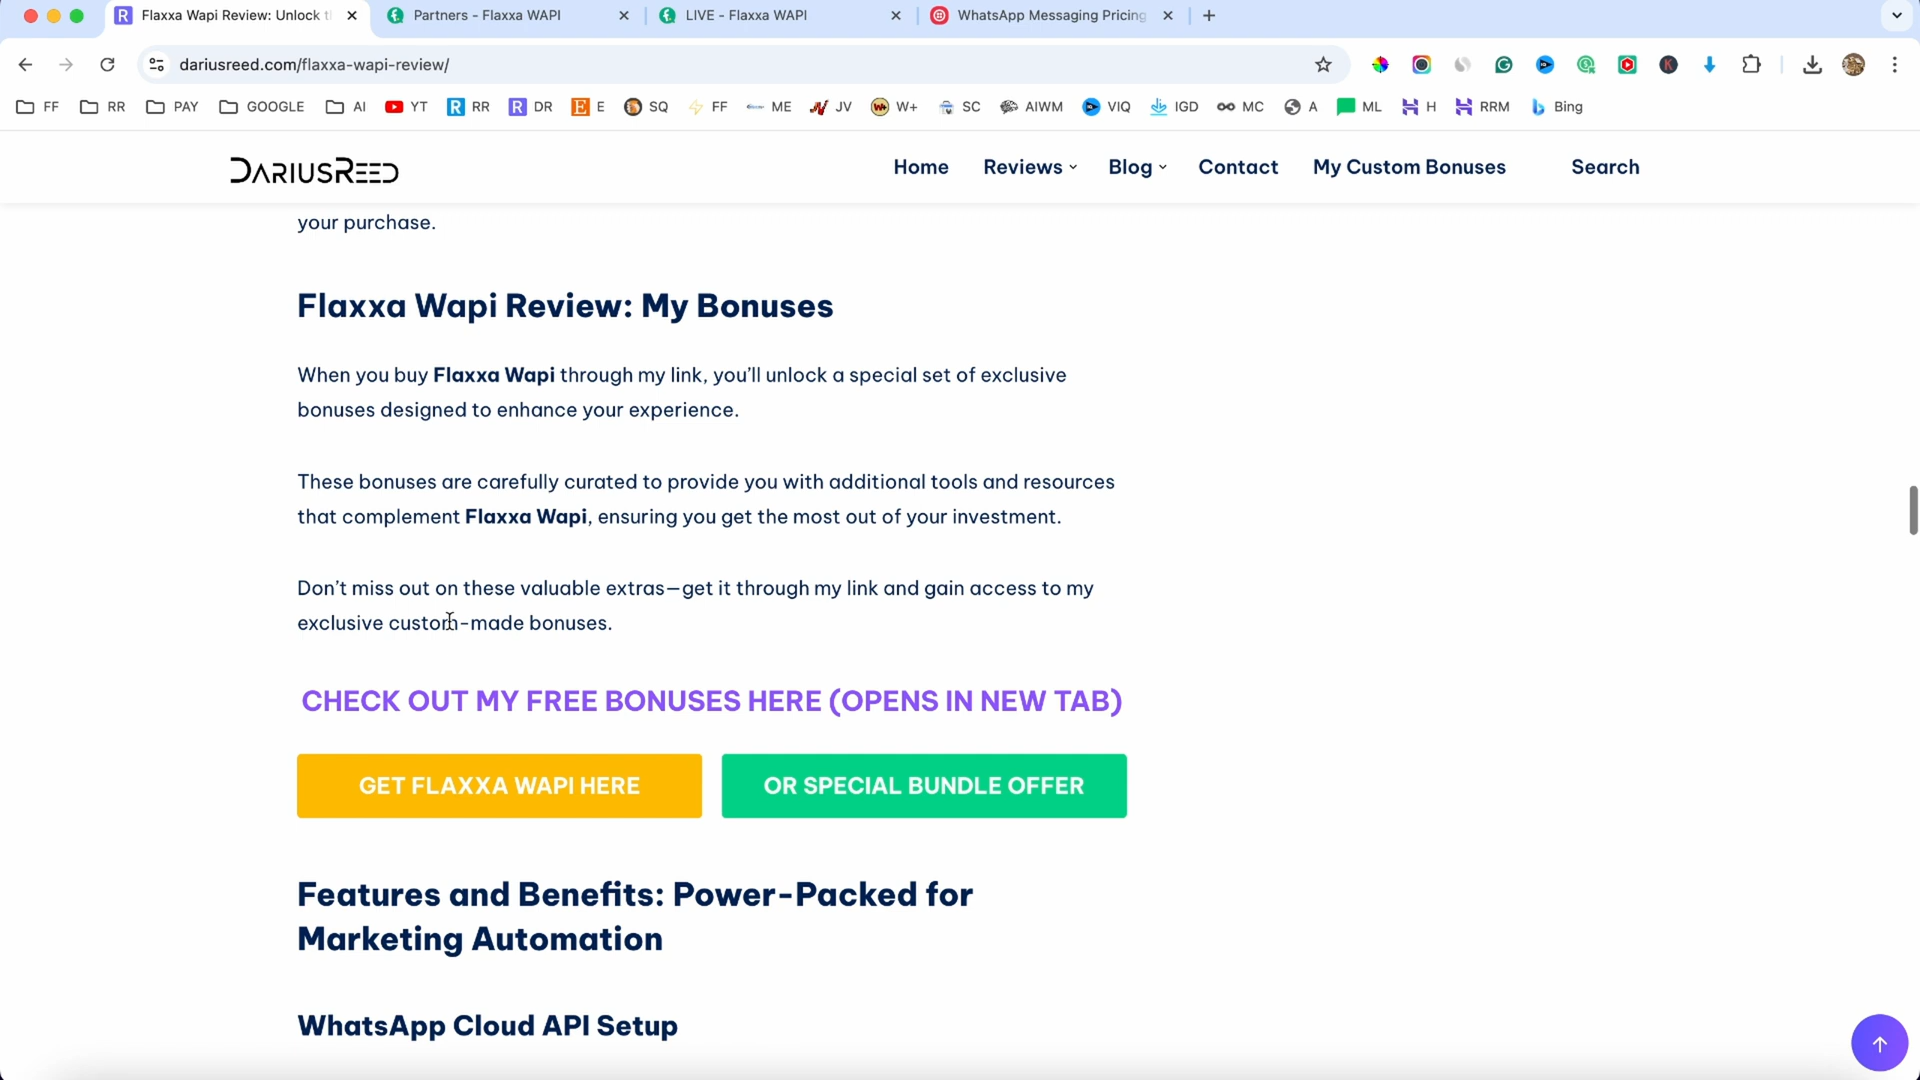 Flaxxa Wapi Review: Unlock t
Partners - Flaxxa WAPI
LIVE - Flaxxa WAPI
WhatsApp Messaging Pricing
dariusreed.com/flaxxa-wapi-review/
FF
RR
PAY
GOOGLE
AI
YT
RR
DR
E
SQ
FF
ME
JV
W+
SC
AIWM
VIQ
IGD
MC
A
ML
H
RRM
Bing
DARIUSREED
Home
Reviews
Blog
Contact
My Custom Bonuses
Search
your purchase.
Flaxxa Wapi Review: My Bonuses
When you buy Flaxxa Wapi through my link, you’ll unlock a special set of exclusive
bonuses designed to enhance your experience.
These bonuses are carefully curated to provide you with additional tools and resources
that complement Flaxxa Wapi, ensuring you get the most out of your investment.
Don’t miss out on these valuable extras—get it through my link and gain access to my
exclusive custom-made bonuses.
CHECK OUT MY FREE BONUSES HERE (OPENS IN NEW TAB)
GET FLAXXA WAPI HERE
OR SPECIAL BUNDLE OFFER
Features and Benefits: Power-Packed for
Marketing Automation
WhatsApp Cloud API Setup